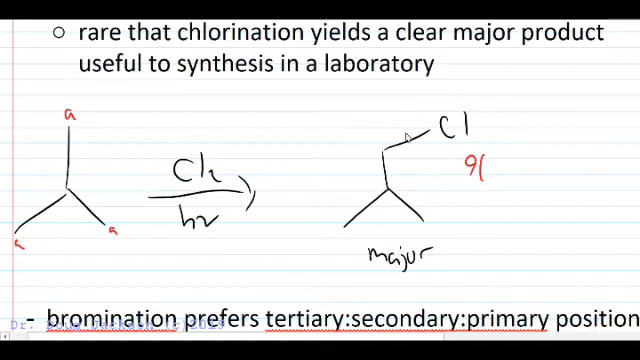 ○ rare that chlorination yields a clear major product
useful to synthesis in a laboratory
a
Cl
Cl₂
hν
a
a
major
- bromination prefers tertiary:secondary:primary position